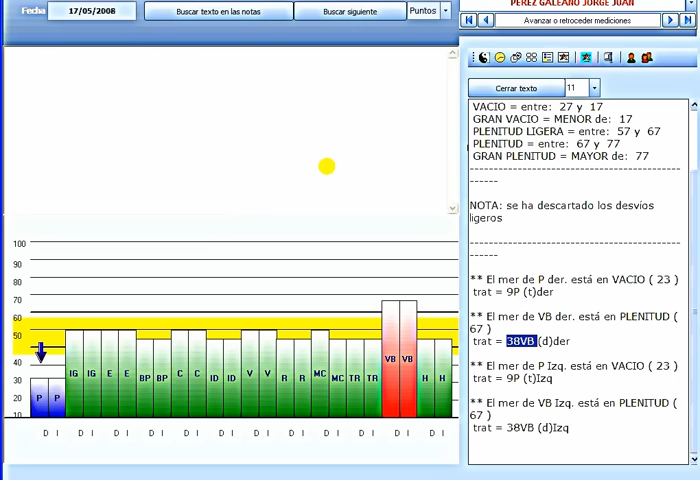 PEREZ GALEANO JORGE JUAN
Fecha 17/05/2008 Buscar texto en las notas Buscar siguiente Puntos
Avanzar o retroceder mediciones
Cerrar texto 11
VACIO = entre: 27 y 17
GRAN VACIO = MENOR de: 17
PLENITUD LIGERA = entre: 57 y 67
PLENITUD = entre: 67 y 77
GRAN PLENITUD = MAYOR de: 77
------------------------------------------
------
NOTA: se ha descartado los desvíos
ligeros
------------------------------------------
------
** El mer de P der. está en VACIO ( 23 )
trat = 9P (t)der
** El mer de VB der. está en PLENITUD (
67 )
trat = 38VB (d)der
** El mer de P Izq. está en VACIO ( 23 )
trat = 9P (t)Izq
** El mer de VB Izq. está en PLENITUD (
67 )
trat = 38VB (d)Izq
100
90
80
70
60
50
40
30
20
10
P P IG IG E E BP BP C C ID ID V V R R MC MC TR TR VB VB H H
D I D I D I D I D I D I D I D I D I D I D I D I